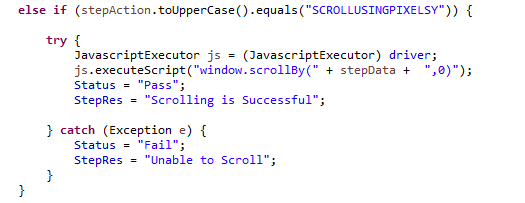 else if (stepAction.toUpperCase().equals("SCROLLUSINGPIXELSY")) {
try {
JavascriptExecutor js = (JavascriptExecutor) driver;
js.executeScript("window.scrollBy(" + stepData +  ",0)");
Status = "Pass";
StepRes = "Scrolling is Successful";
} catch (Exception e) {
Status = "Fail";
StepRes = "Unable to Scroll";
}
}